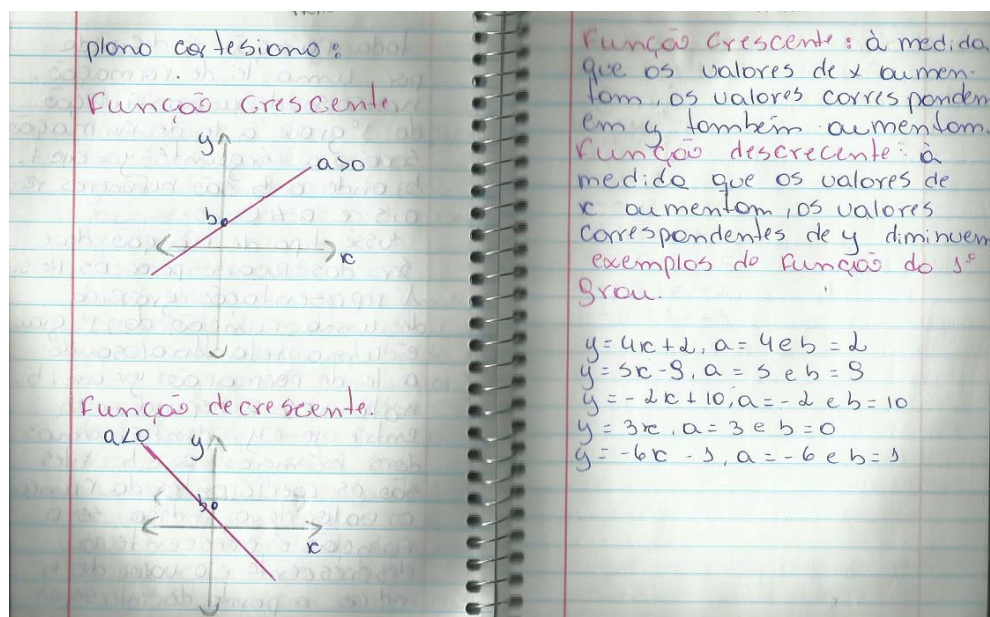 plano cartesiano:
Função Crescente.
y
a>0
b
x
Função decrescente.
a<0
y
b
x
Função Crescente: à medida
que os valores de x aumen-
tam, os valores correspondem
em y também aumentam.
Função descrecente: à
medida que os valores de
x aumentam, os valores
correspondentes de y diminuem
exemplos do Função do 1º
Grau.
y = 4x + 2, a = 4 e b = 2
y = 5x - 9, a = 5 e b = 9
y = - 2x + 10, a = - 2 e b = 10
y = 3x, a = 3 e b = 0
y = -6x - 1, a = -6 e b = 1